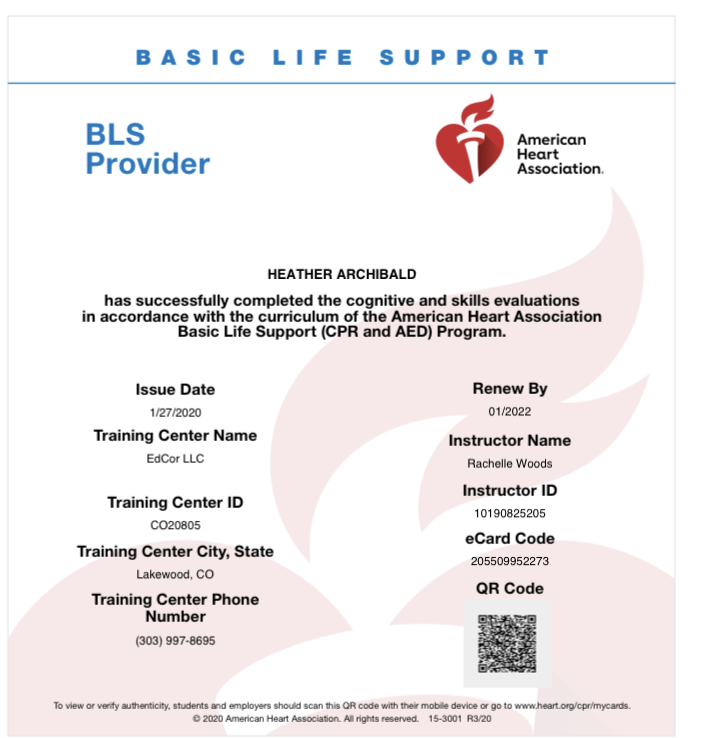 BASIC LIFE SUPPORT
BLS
Provider
American
Heart
Association.
HEATHER ARCHIBALD
has successfully completed the cognitive and skills evaluations
in accordance with the curriculum of the American Heart Association
Basic Life Support (CPR and AED) Program.
Issue Date
1/27/2020
Training Center Name
EdCor LLC
Training Center ID
CO20805
Training Center City, State
Lakewood, CO
Training Center Phone
Number
(303) 997-8695
Renew By
01/2022
Instructor Name
Rachelle Woods
Instructor ID
10190825205
eCard Code
205509952273
QR Code
To view or verify authenticity, students and employers should scan this QR code with their mobile device or go to www.heart.org/cpr/mycards.
© 2020 American Heart Association. All rights reserved. 15-3001 R3/20